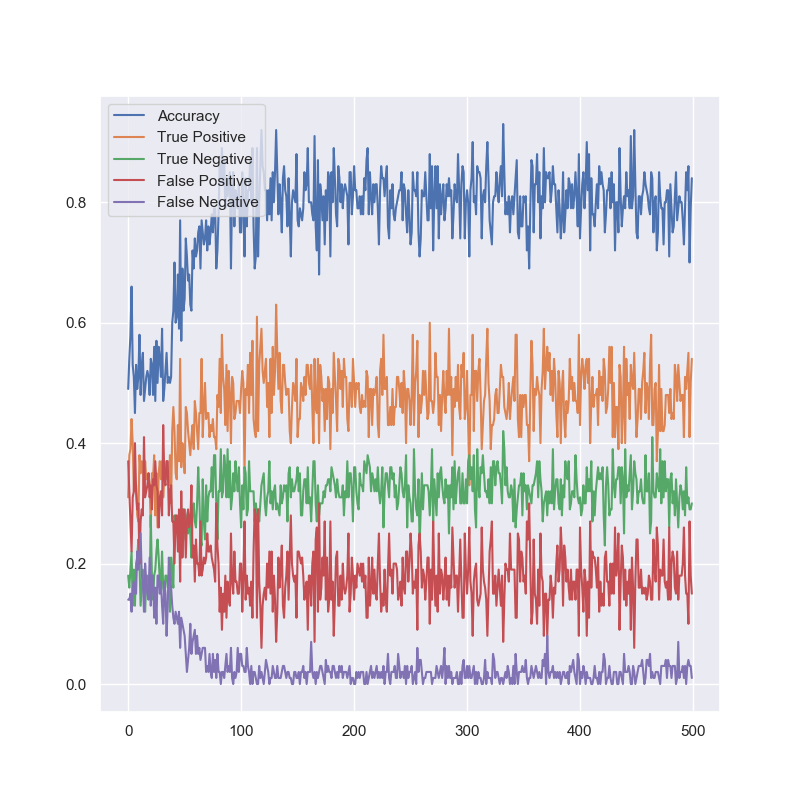 Accuracy
True Positive
True Negative
False Positive
False Negative
0.8
0.6
0.4
0.2
0.0
0 100 200 300 400 500